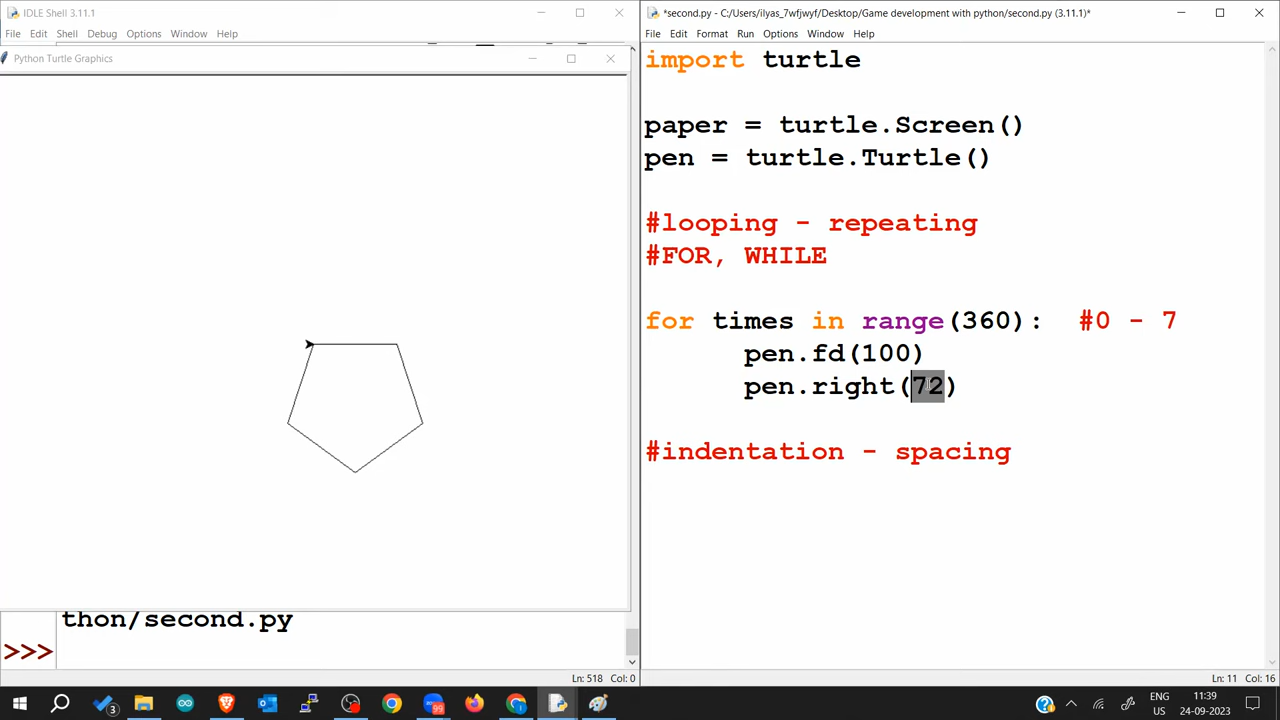 IDLE Shell 3.11.1
File Edit Shell Debug Options Window Help
Python Turtle Graphics
thon/second.py
>>>
Ln: 518 Col: 0
*second.py - C:/Users/ilyas_7wfjwyf/Desktop/Game development with python/second.py (3.11.1)*
File Edit Format Run Options Window Help
import turtle
paper = turtle.Screen()
pen = turtle.Turtle()
#looping - repeating
#FOR, WHILE
for times in range(360): #0 - 7
pen.fd(100)
pen.right(72)
#indentation - spacing
Ln: 11 Col: 16
3
99
ENG
US
11:39
24-09-2023
2